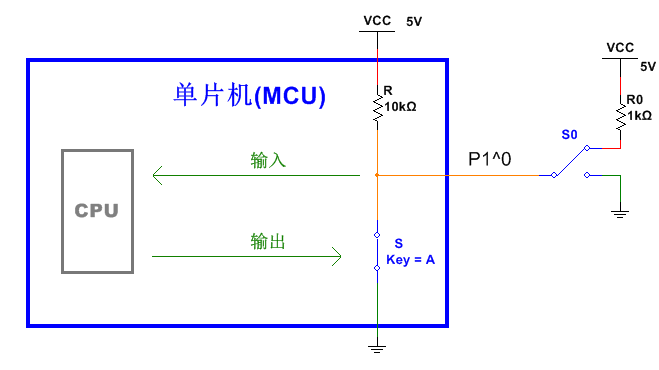 VCC 5V
VCC
5V
单片机(MCU)
R
10kΩ
R0
1kΩ
S0
输入
P1^0
CPU
输出
S
Key = A